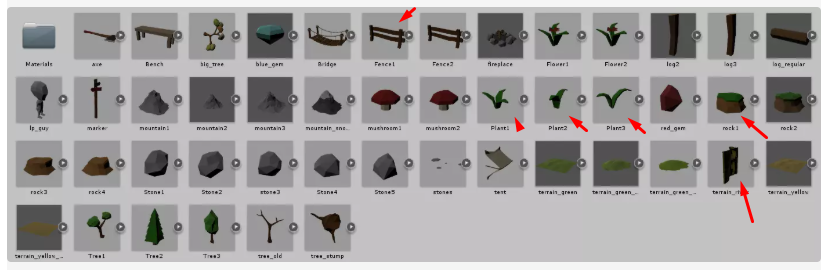 Materials axe Bench big_tree blue_gem Bridge Fence1 Fence2 fireplace Flower1 Flower2 log2 log3 log_regular
lp_guy marker mountain1 mountain2 mountain3 mountain_sno... mushroom1 mushroom2 Plant1 Plant2 Plant3 red_gem rock1 rock2
rock3 rock4 Stone1 Stone2 stone3 Stone4 Stone5 stones tent terrain_green terrain_green_... terrain_green_... terrain_yellow
terrain_yellow_... Tree1 Tree2 Tree3 tree_old tree_stump